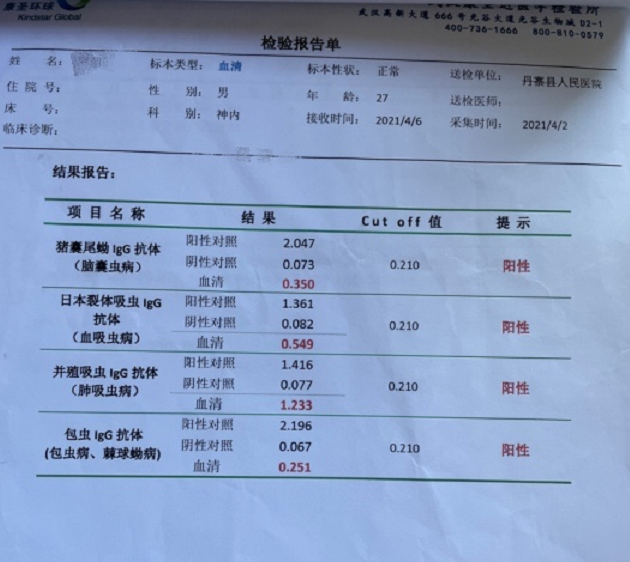 康圣环球
Kindstar Global
武汉高新大道 666 号光谷大道光谷生物城 D2-1
400-736-1666 800-810-0579
检验报告单
姓 名： 标本类型： 血清 标本性状： 正常 送检单位： 丹寨县人民医院
住 院 号： 性 别： 男 年 龄： 27 送检医师：
床 号： 科 别： 神内 接收时间： 2021/4/6 采集时间： 2021/4/2
临床诊断：
结果报告：
项 目 名 称 结 果 Cut off 值 提 示
猪囊尾蚴 IgG 抗体
（脑囊虫病）
阳性对照 2.047
阴性对照 0.073
血清 0.350
0.210
阳性
日本裂体吸虫 IgG
抗体
（血吸虫病）
阳性对照 1.361
阴性对照 0.082
血清 0.549
0.210
阳性
并殖吸虫 IgG 抗体
（肺吸虫病）
阳性对照 1.416
阴性对照 0.077
血清 1.233
0.210
阳性
包虫 IgG 抗体
(包虫病、棘球蚴病)
阳性对照 2.196
阴性对照 0.067
血清 0.251
0.210
阳性